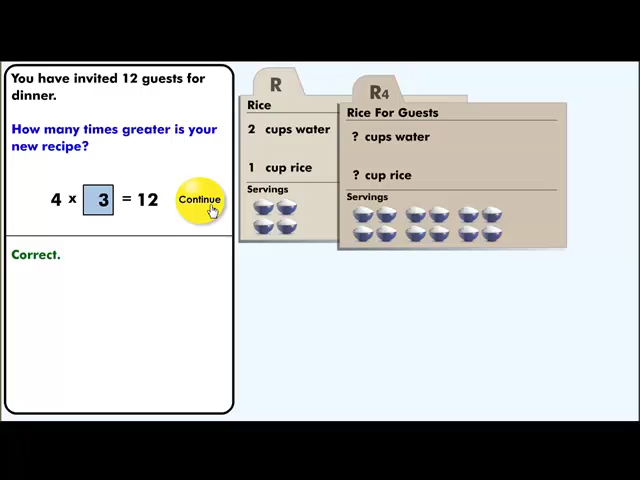 You have invited 12 guests for
dinner.
How many times greater is your
new recipe?
4 x 3 = 12
Continue
Correct.
R
Rice
2 cups water
1 cup rice
Servings
R4
Rice For Guests
? cups water
? cup rice
Servings